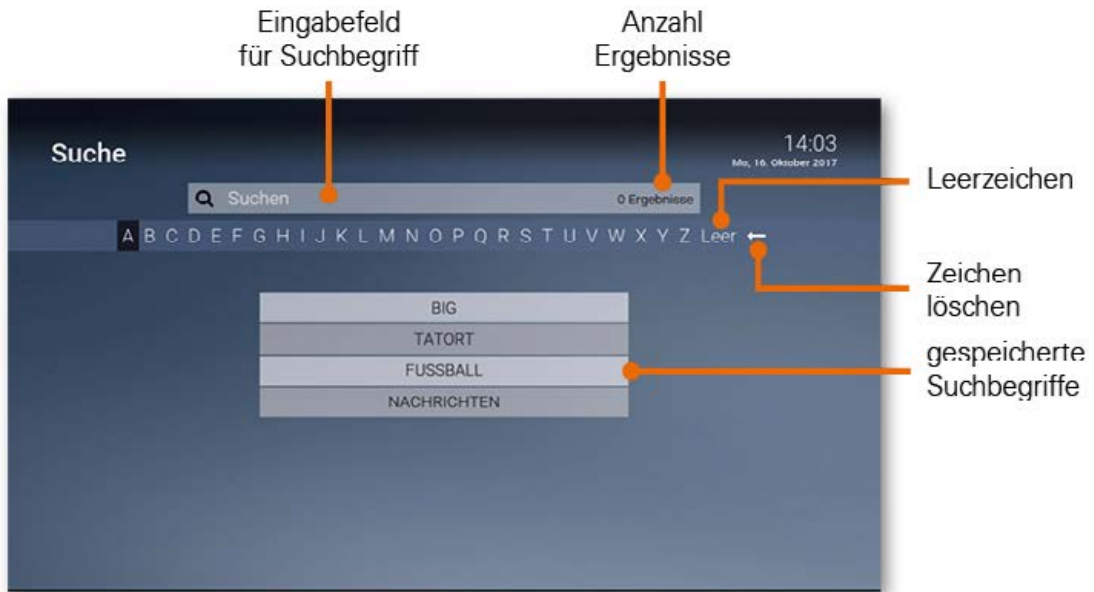 Eingabefeld
für Suchbegriff
Anzahl
Ergebnisse
Suche
14:03
Mo, 16. Oktober 2017
Suchen
0 Ergebnisse
Leerzeichen
A B C D E F G H I J K L M N O P Q R S T U V W X Y Z Leer ←
Zeichen
löschen
BIG
TATORT
FUSSBALL
NACHRICHTEN
gespeicherte
Suchbegriffe